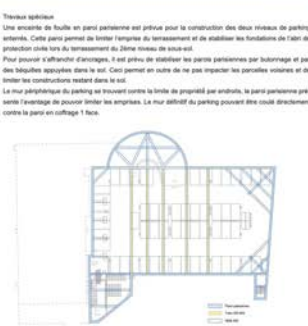 Travaux spéciaux
Une enceinte de fouille en paroi parisienne est prévue pour la construction des deux niveaux de parking
enterrés. Cette paroi permet de limiter l'emprise du terrassement et de stabiliser les fondations de l'abri de
protection civile lors du terrassement du 2ème niveau de sous-sol.
Pour pouvoir s'affranchir d'ancrages, il est prévu de stabiliser les parois parisiennes par butonnage et par
des béquilles appuyées dans le sol. Ceci permet en outre de ne pas impacter les parcelles voisines et de
limiter les constructions restant dans le sol.
Le mur périphérique du parking se trouvant contre la limite de propriété par endroits, la paroi parisienne pré-
sente l'avantage de pouvoir limiter les emprises. Le mur définitif du parking pouvant être coulé directement
contre la paroi en coffrage 1 face.